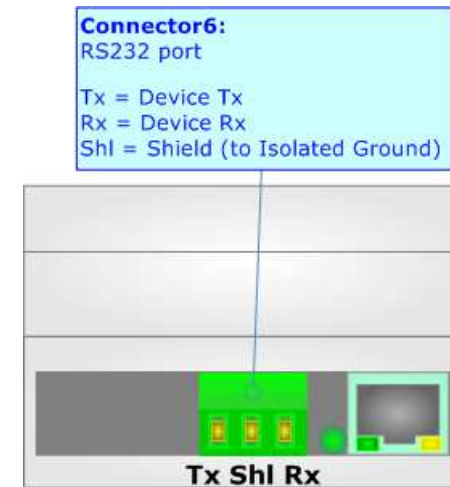 Connector6:
RS232 port
Tx = Device Tx
Rx = Device Rx
Shl = Shield (to Isolated Ground)
Tx Shl Rx